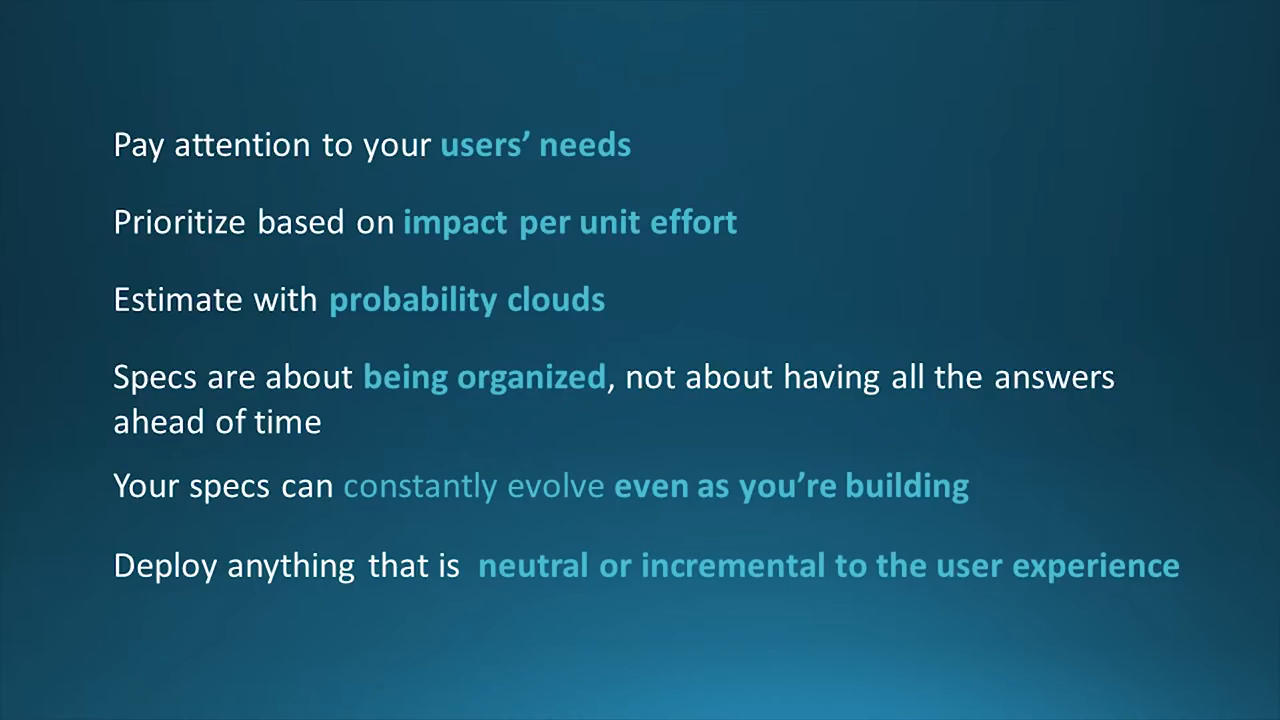 Pay attention to your users’ needs
Prioritize based on impact per unit effort
Estimate with probability clouds
Specs are about being organized, not about having all the answers
ahead of time
Your specs can constantly evolve even as you’re building
Deploy anything that is neutral or incremental to the user experience